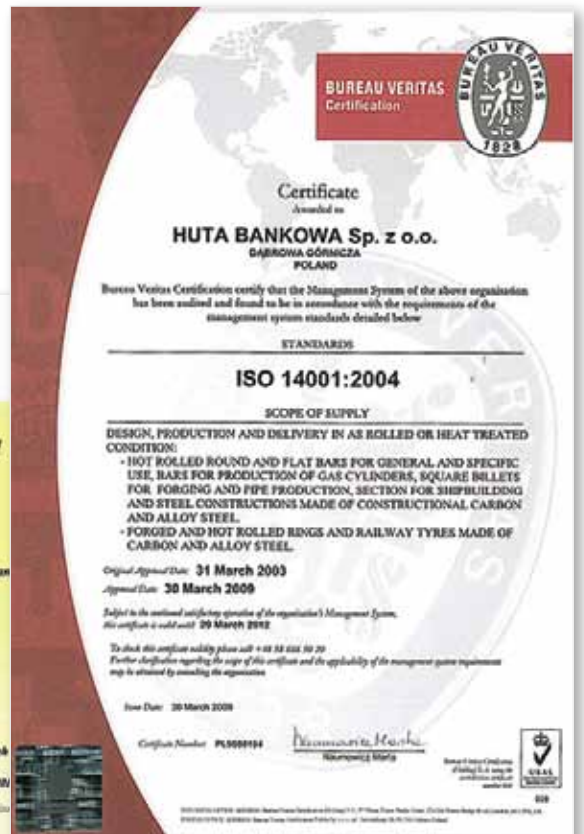 BUREAU VERITAS
Certification
BUREAU VERITAS
1828
Certificate
Awarded to
HUTA BANKOWA Sp. z o.o.
DĄBROWA GÓRNICZA
POLAND
Bureau Veritas Certification certify that the Management System of the above organisation
has been audited and found to be in accordance with the requirements of the
management system standards detailed below
STANDARDS
ISO 14001:2004
SCOPE OF SUPPLY
DESIGN, PRODUCTION AND DELIVERY IN AS ROLLED OR HEAT TREATED
CONDITION:
- HOT ROLLED ROUND AND FLAT BARS FOR GENERAL AND SPECIFIC
USE, BARS FOR PRODUCTION OF GAS CYLINDERS, SQUARE BILLETS
FOR FORGING AND PIPE PRODUCTION, SECTION FOR SHIPBUILDING
AND STEEL CONSTRUCTIONS MADE OF CONSTRUCTIONAL CARBON
AND ALLOY STEEL.
- FORGED AND HOT ROLLED RINGS AND RAILWAY TYRES MADE OF
CARBON AND ALLOY STEEL.
Original Approval Date: 31 March 2003
Approval Date: 30 March 2009
Subject to the continued satisfactory operation of the organisation's Management System,
this certificate is valid until: 29 March 2012
To check this certificate validity please call
Further clarification regarding the scope of this certificate and the applicability of the management system requirements
may be obtained by consulting the organisation
Issue Date: 30 March 2009
Certificate Number:
Naumowicz Marta
UKAS
008